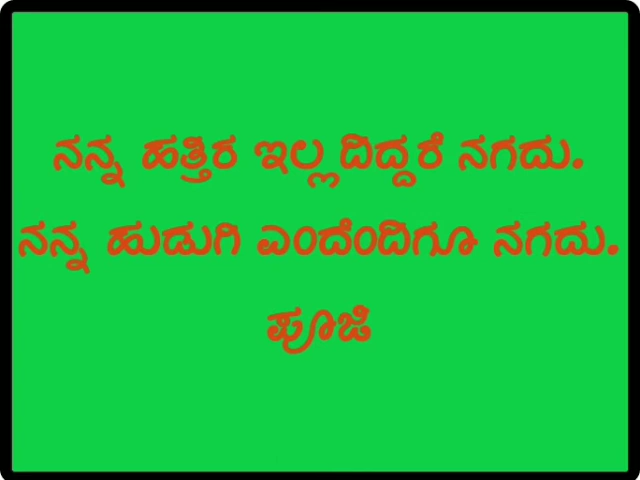 ನನ್ನ ಹತ್ತಿರ ಇಲ್ಲದಿದ್ದರೆ ನಗದು.
ನನ್ನ ಹುಡುಗಿ ಎಂದೆಂದಿಗೂ ನಗದು.
ಪೂಜಿ